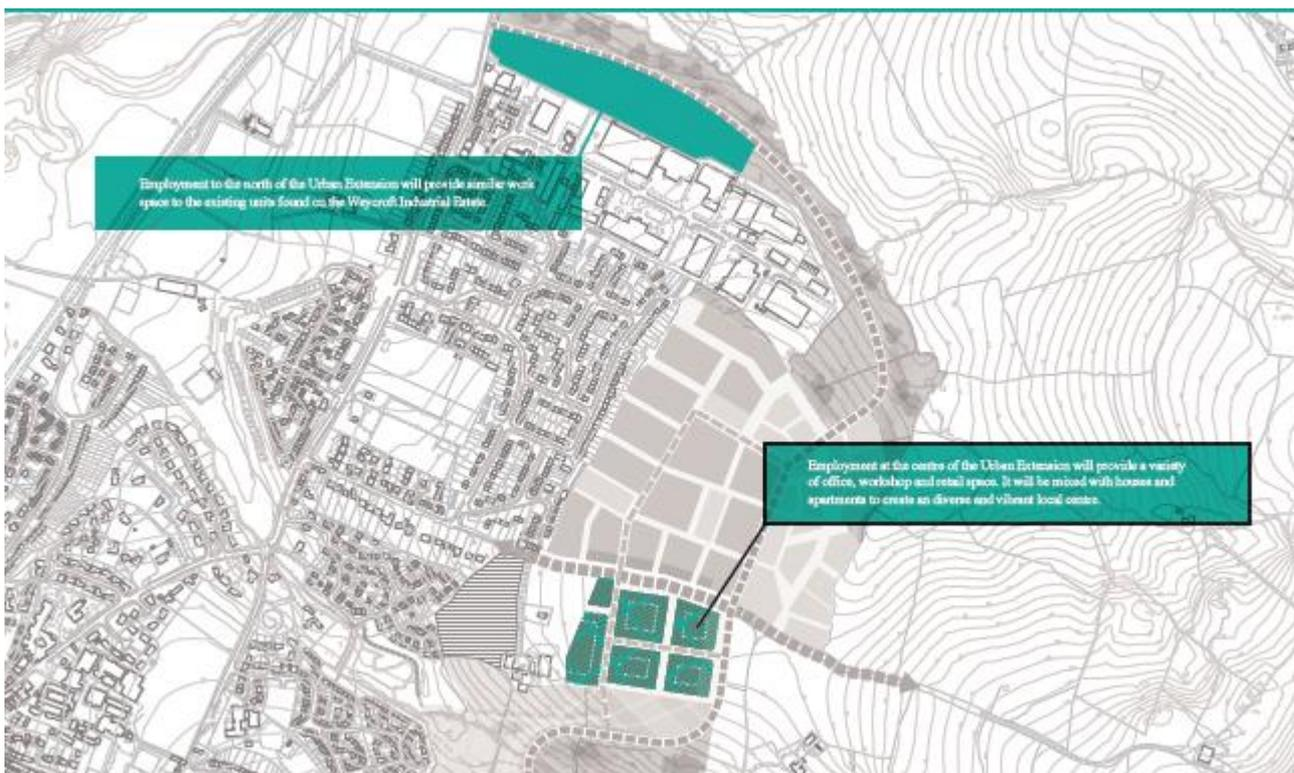 Employment to the north of the Urban Extension will provide similar work
space to the existing units found on the Weycroft Industrial Estate.
Employment at the centre of the Urban Extension will provide a variety
of office, workshop and retail space. It will be mixed with houses and
apartments to create an diverse and vibrant local centre.